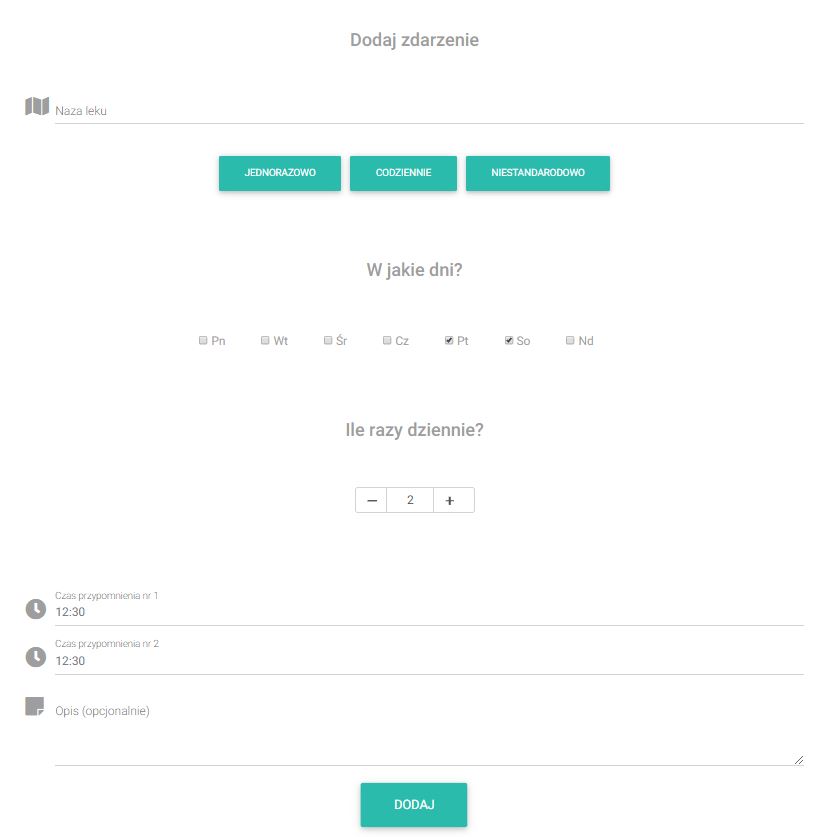 Dodaj zdarzenie
Naza leku
JEDNORAZOWO CODZIENNIE NIESTANDARODOWO
W jakie dni?
Pn Wt Śr Cz Pt So Nd
Ile razy dziennie?
− 2 +
Czas przypomnienia nr 1
12:30
Czas przypomnienia nr 2
12:30
Opis (opcjonalnie)
DODAJ